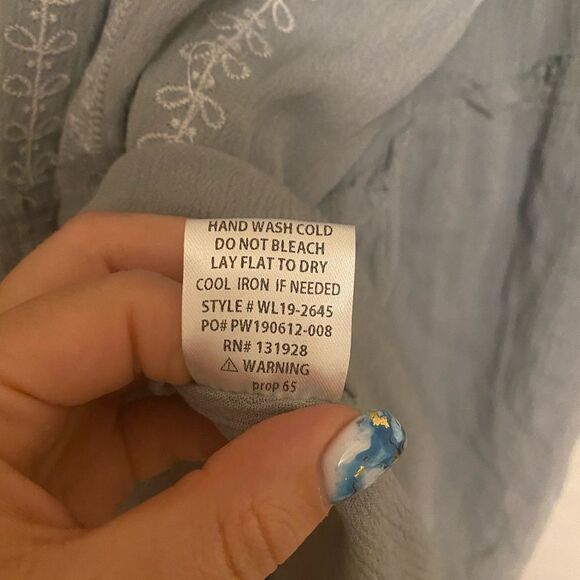 HAND WASH COLD
DO NOT BLEACH
LAY FLAT TO DRY
COOL IRON IF NEEDED
STYLE # WL19-2645
PO# PW190612-008
RN# 131928
⚠ WARNING
prop 65